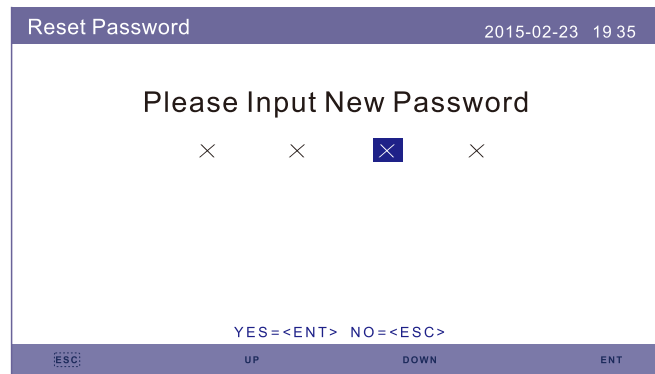 Reset Password 2015-02-23 19 35
Please Input New Password
× × × ×
YES=<ENT> NO=<ESC>
ESC UP DOWN ENT